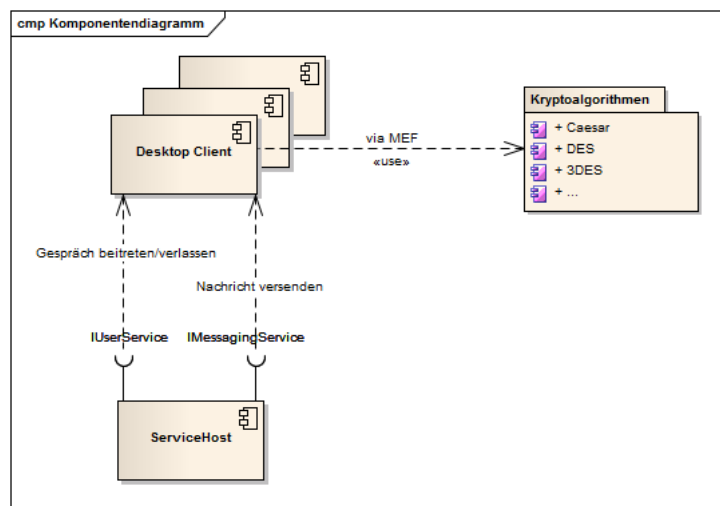 cmp Komponentendiagramm
Desktop Client
via MEF
«use»
Kryptoalgorithmen
+ Caesar
+ DES
+ 3DES
+ ...
Gespräch beitreten/verlassen
Nachricht versenden
IUserService
IMessagingService
ServiceHost